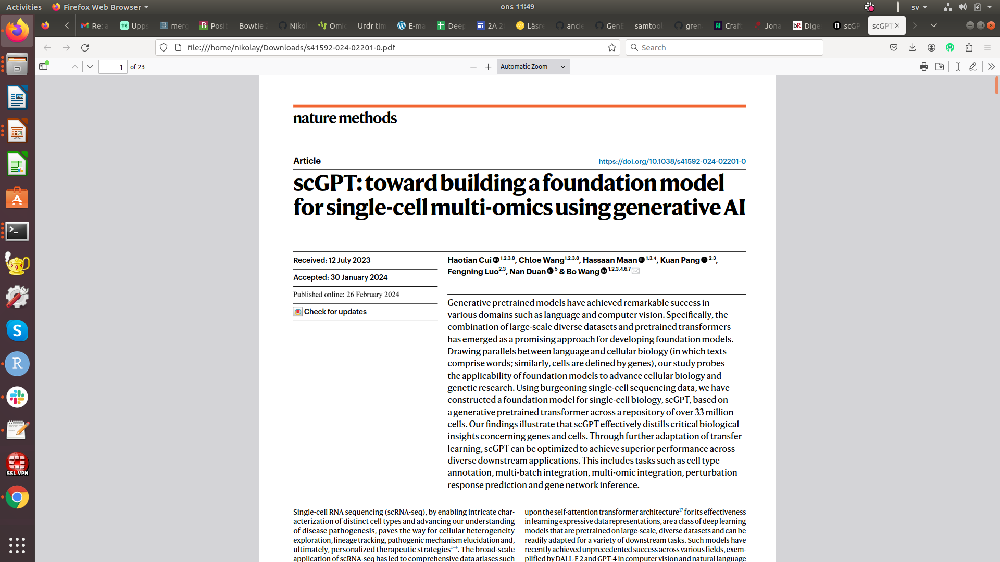 Activities
Firefox Web Browser
ons 11:49
sv
Re: a
Upps
merg
Posit
Bowtie 2
Nikol
Omic
Urdr tim
E-ma
Deep
2A 2
Läsre
ancie
GenE
samtool
gren
Craft
Jona
Dige
scGP
scGPT
file:///home/nikolay/Downloads/s41592-024-02201-0.pdf
Search
1
of 23
Automatic Zoom
nature methods
Article
https://doi.org/10.1038/s41592-024-02201-0
scGPT: toward building a foundation model
for single-cell multi-omics using generative AI
Received: 12 July 2023
Accepted: 30 January 2024
Published online: 26 February 2024
Check for updates
Haotian Cui 1,2,3,8, Chloe Wang1,2,3,8, Hassaan Maan 1,3,4, Kuan Pang 2,3,
Fengning Luo2,3, Nan Duan 5 & Bo Wang 1,2,3,4,6,7
Generative pretrained models have achieved remarkable success in
various domains such as language and computer vision. Specifically, the
combination of large-scale diverse datasets and pretrained transformers
has emerged as a promising approach for developing foundation models.
Drawing parallels between language and cellular biology (in which texts
comprise words; similarly, cells are defined by genes), our study probes
the applicability of foundation models to advance cellular biology and
genetic research. Using burgeoning single-cell sequencing data, we have
constructed a foundation model for single-cell biology, scGPT, based on
a generative pretrained transformer across a repository of over 33 million
cells. Our findings illustrate that scGPT effectively distills critical biological
insights concerning genes and cells. Through further adaptation of transfer
learning, scGPT can be optimized to achieve superior performance across
diverse downstream applications. This includes tasks such as cell type
annotation, multi-batch integration, multi-omic integration, perturbation
response prediction and gene network inference.
Single-cell RNA sequencing (scRNA-seq), by enabling intricate char-
acterization of distinct cell types and advancing our understanding
of disease pathogenesis, paves the way for cellular heterogeneity
exploration, lineage tracking, pathogenic mechanism elucidation and,
ultimately, personalized therapeutic strategies1–4. The broad-scale
application of scRNA-seq has led to comprehensive data atlases such
upon the self-attention transformer architecture17 for its effectiveness
in learning expressive data representations, are a class of deep learning
models that are pretrained on large-scale, diverse datasets and can be
readily adapted for a variety of downstream tasks. Such models have
recently achieved unprecedented success across various fields, exem-
plified by DALL-E 2 and GPT-4 in computer vision and natural language
SSL VPN